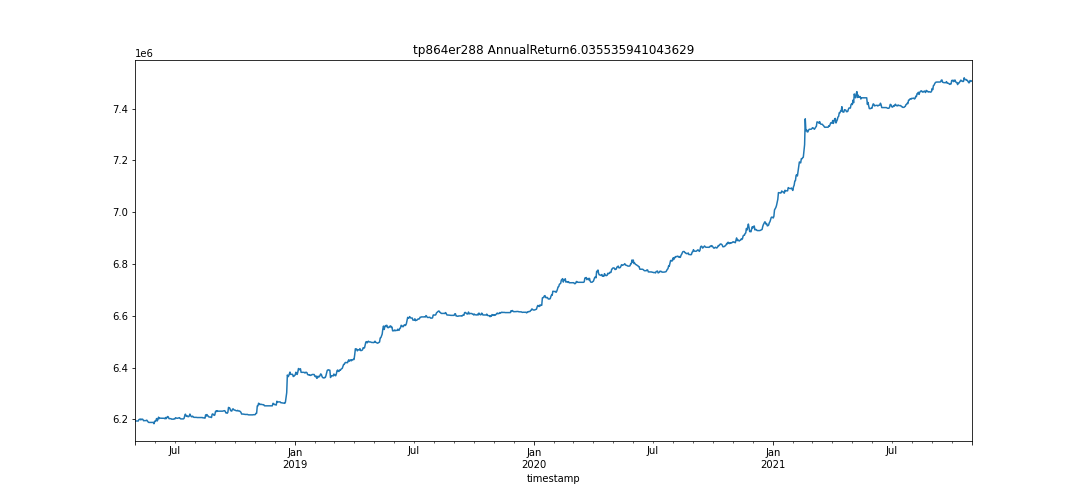 tp864er288 AnnualReturn6.035535941043629
1e6
7.4
7.2
7.0
6.8
6.6
6.4
6.2
Jul
Jan
2019
Jul
Jan
2020
Jul
Jan
2021
Jul
timestamp